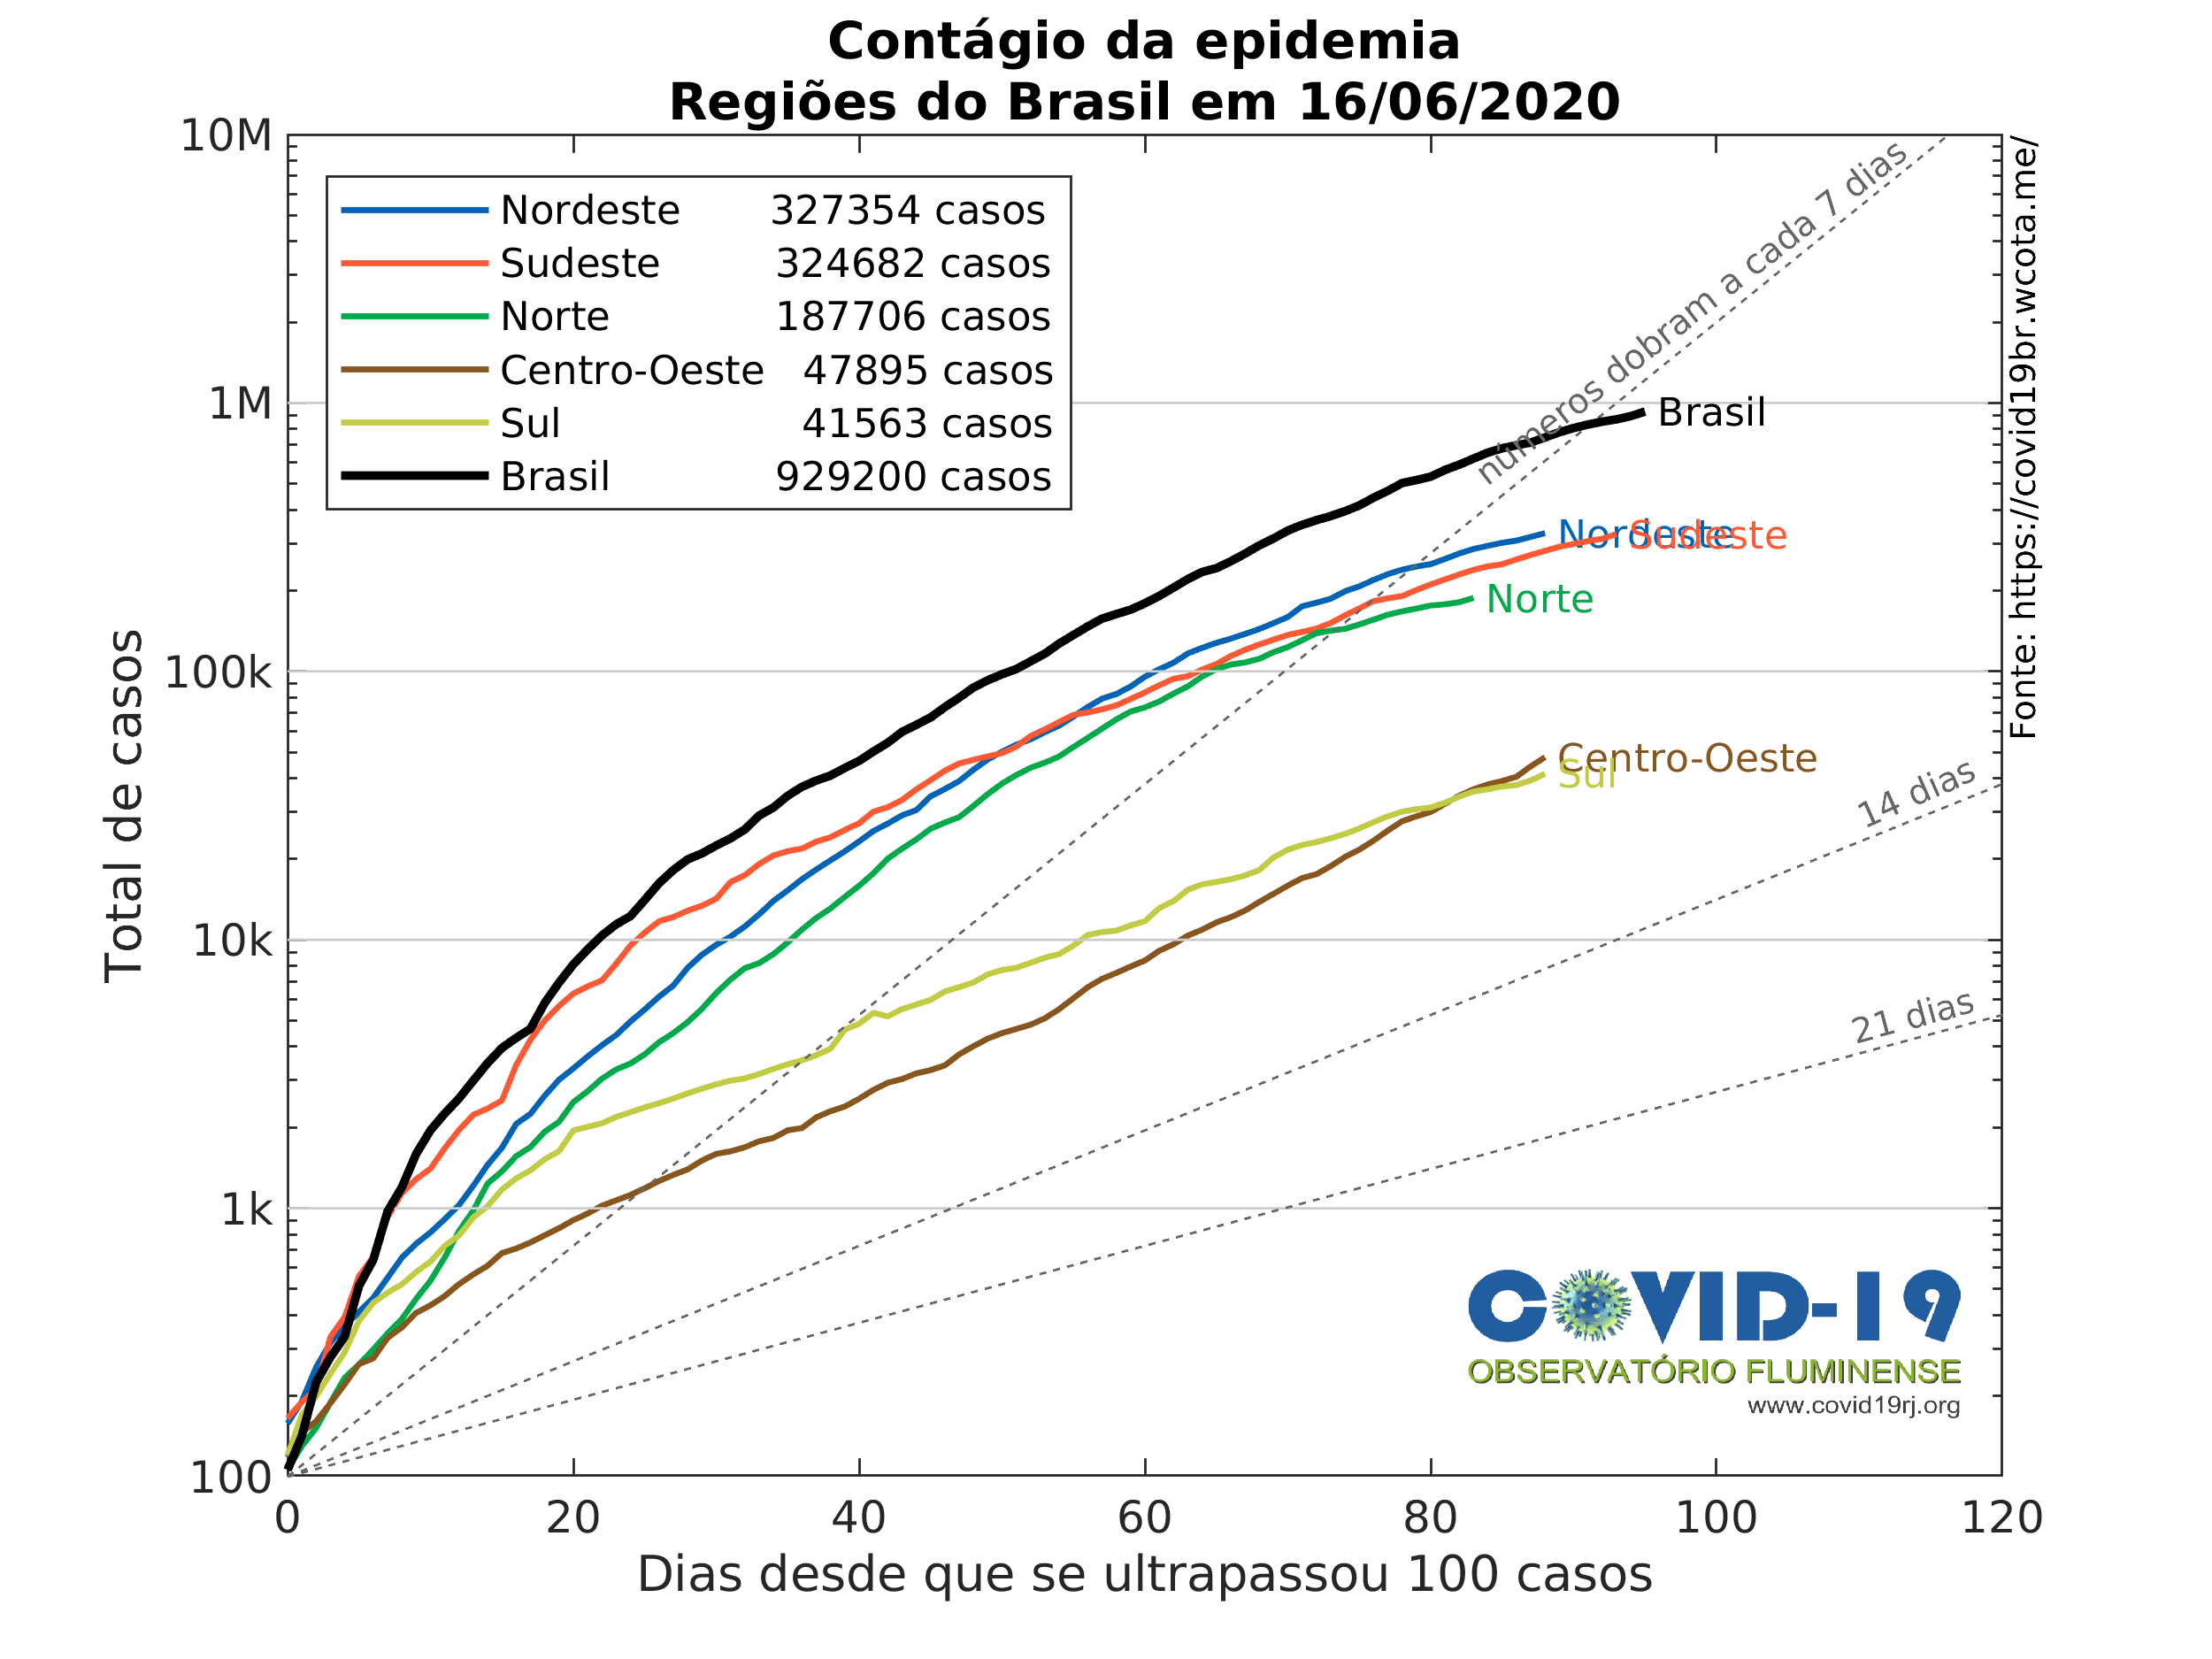 Contágio da epidemia
Regiões do Brasil em 16/06/2020
10M
1M
100k
10k
1k
100
Total de casos
Nordeste 327354 casos
Sudeste 324682 casos
Norte 187706 casos
Centro-Oeste 47895 casos
Sul 41563 casos
Brasil 929200 casos
números dobram a cada 7 dias
Brasil
Nordeste
Sudeste
Norte
Centro-Oeste
Sul
14 dias
21 dias
Fonte: https://covid19br.wcota.me/
COVID-19
OBSERVATÓRIO FLUMINENSE
www.covid19rj.org
0 20 40 60 80 100 120
Dias desde que se ultrapassou 100 casos